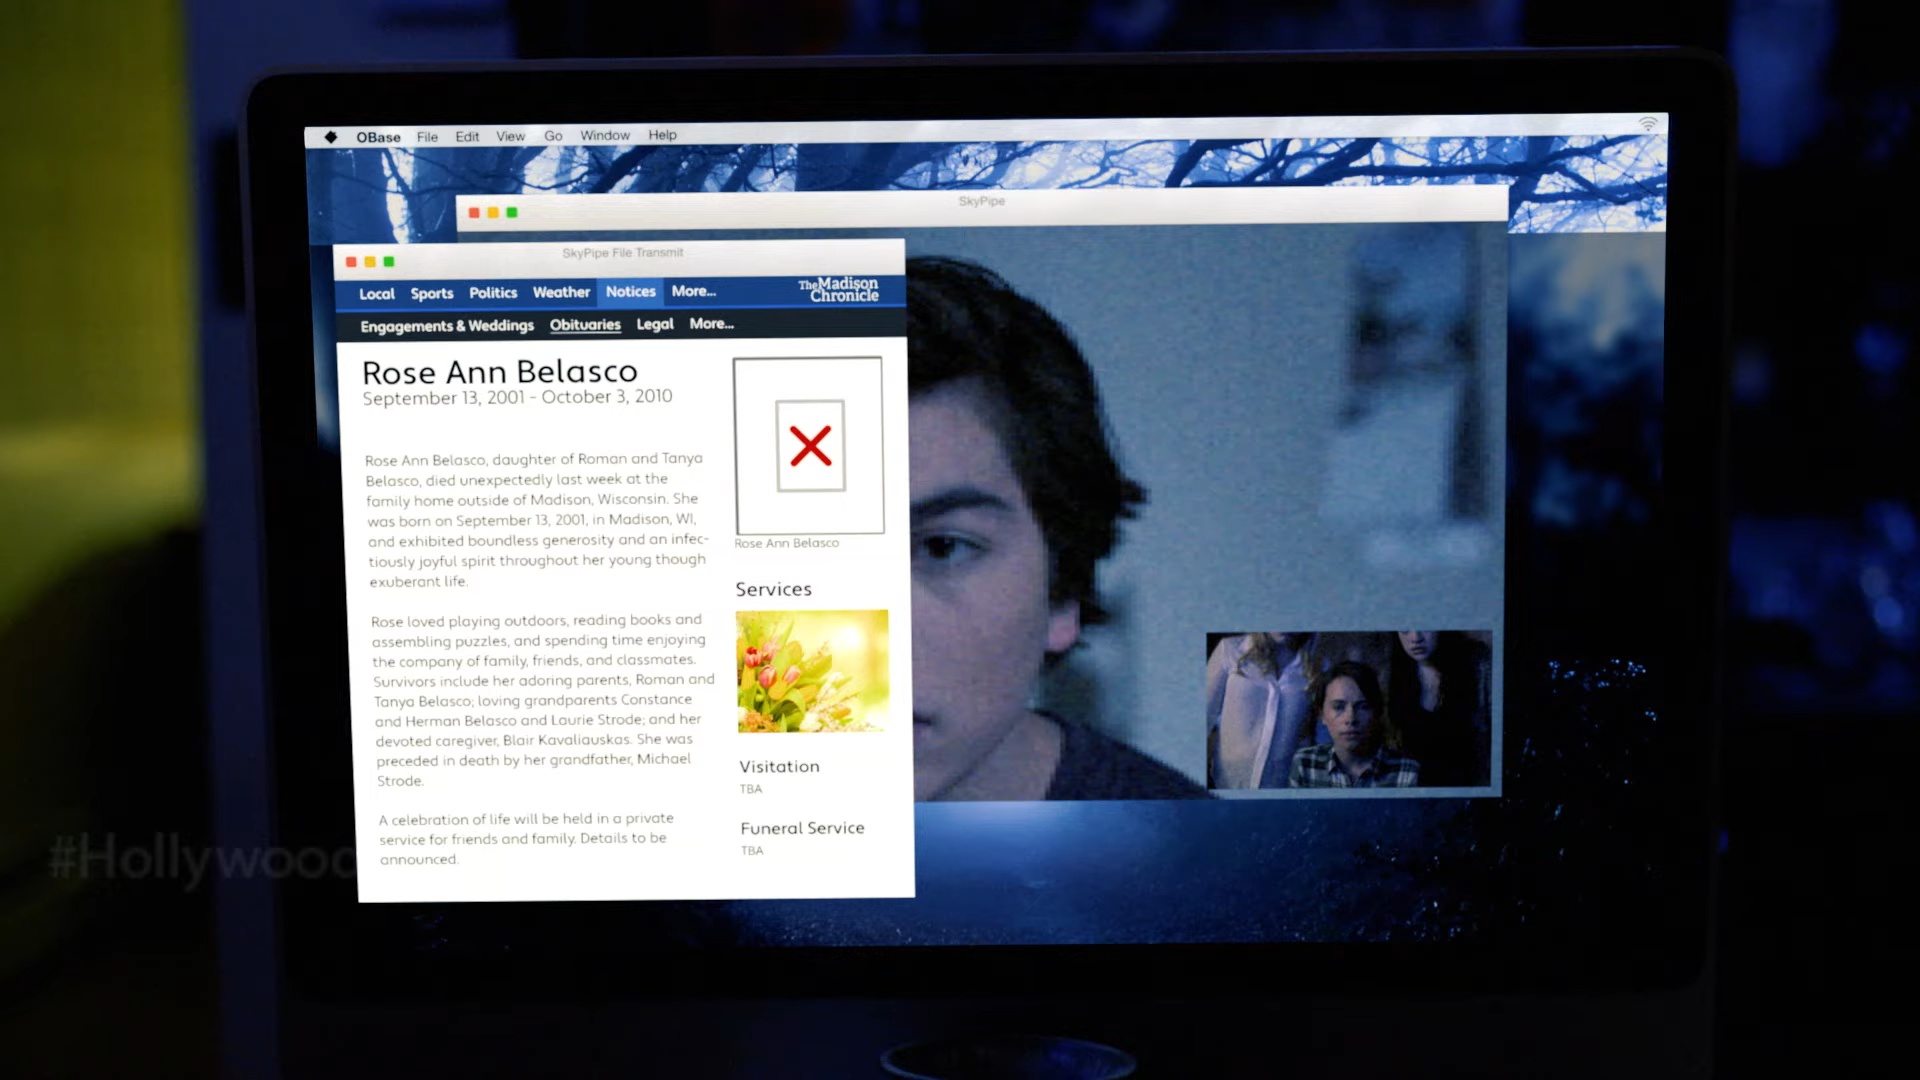 OBase File Edit View Go Window Help
SkyPipe
SkyPipe File Transmit
Local Sports Politics Weather Notices More...
The Madison
Chronicle
Engagements & Weddings Obituaries Legal More...
Rose Ann Belasco
September 13, 2001 - October 3, 2010
Rose Ann Belasco, daughter of Roman and Tanya
Belasco, died unexpectedly last week at the
family home outside of Madison, Wisconsin. She
was born on September 13, 2001, in Madison, WI,
and exhibited boundless generosity and an infec-
tiously joyful spirit throughout her young though
exuberant life.
Rose loved playing outdoors, reading books and
assembling puzzles, and spending time enjoying
the company of family, friends, and classmates.
Survivors include her adoring parents, Roman and
Tanya Belasco; loving grandparents Constance
and Herman Belasco and Laurie Strode; and her
devoted caregiver, Blair Kavaliauskas. She was
preceded in death by her grandfather, Michael
Strode.
A celebration of life will be held in a private
service for friends and family. Details to be
announced.
Rose Ann Belasco
Services
Visitation
TBA
Funeral Service
TBA
#Hollywood